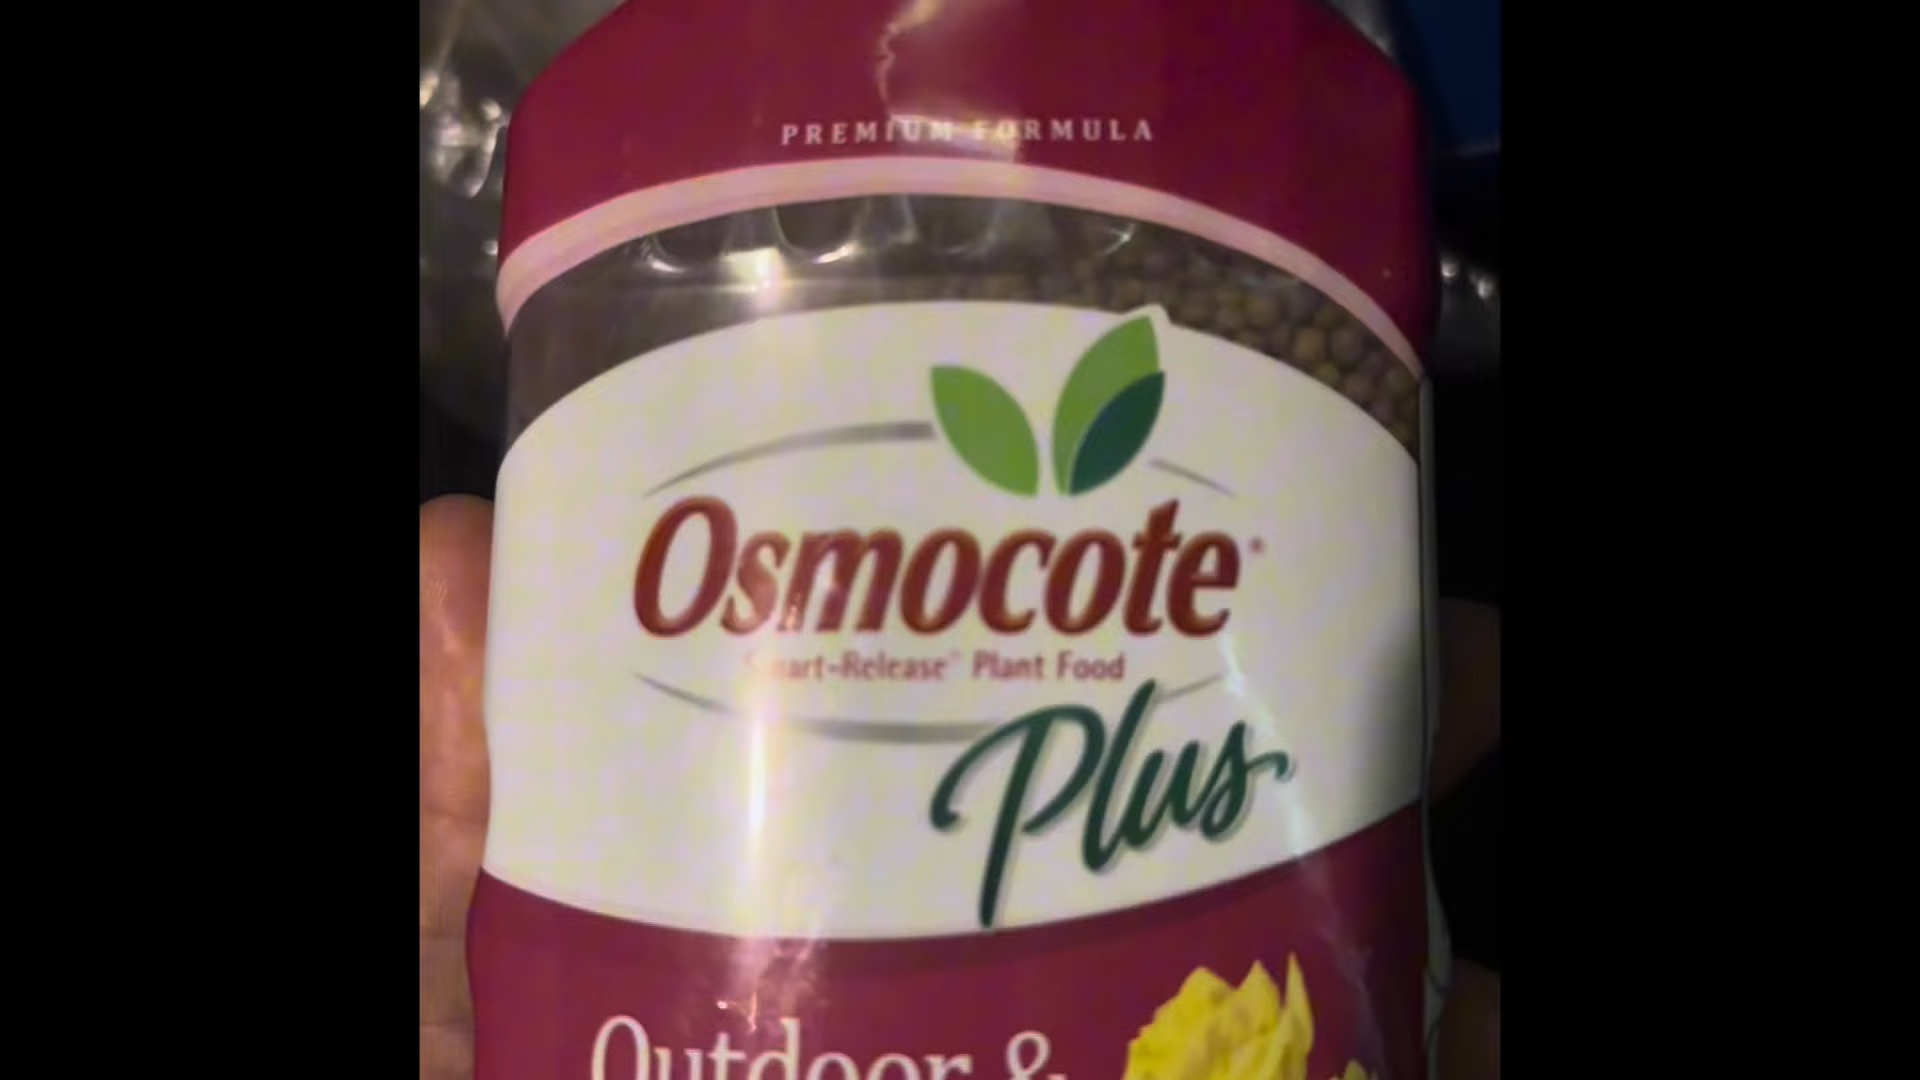 PREMIUM FORMULA
Osmocote®
Smart-Release® Plant Food
Plus
Outdoor &